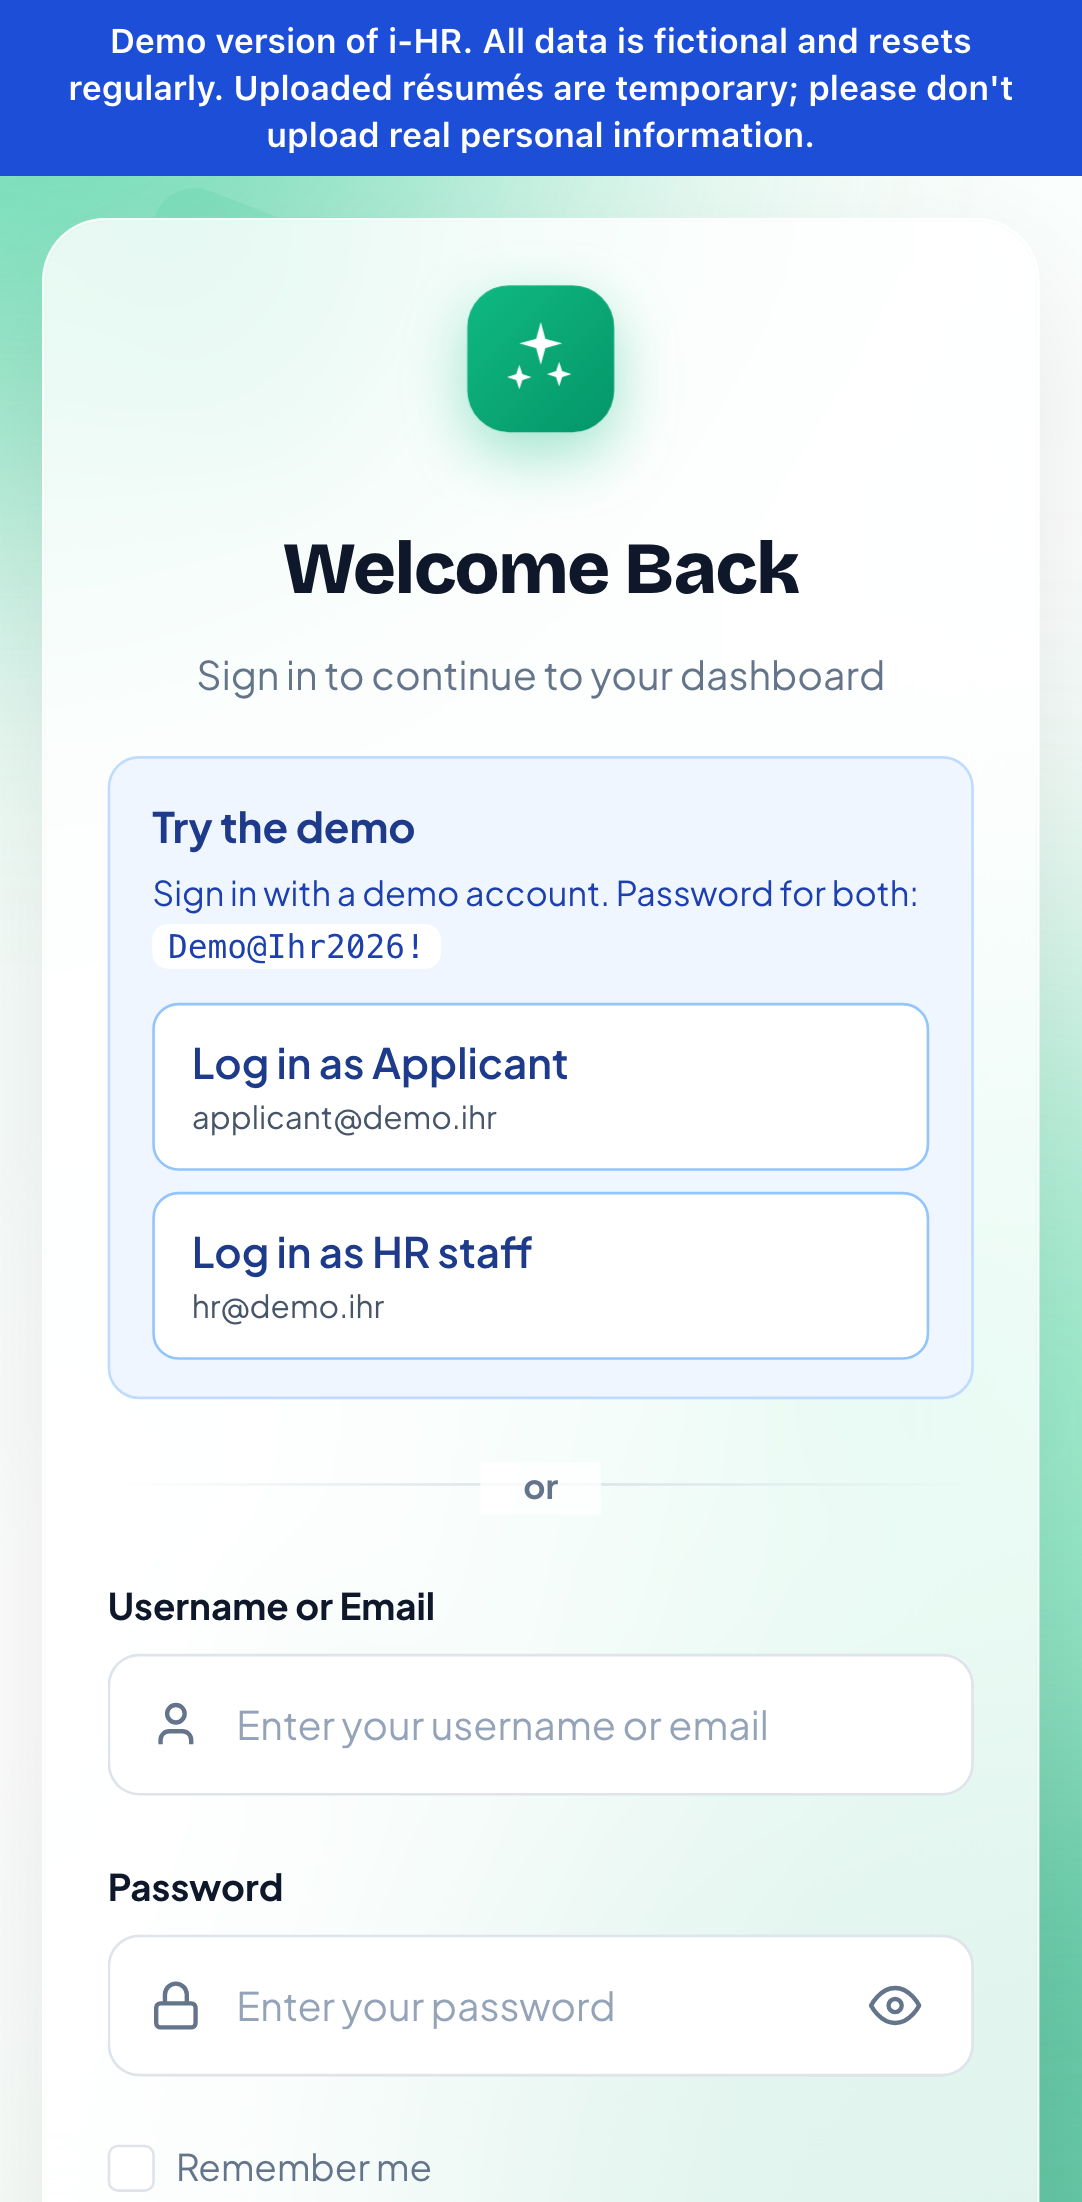 Demo version of i-HR. All data is fictional and resets
regularly. Uploaded résumés are temporary; please don't
upload real personal information.
Welcome Back
Sign in to continue to your dashboard
Try the demo
Sign in with a demo account. Password for both:
Demo@Ihr2026!
Log in as Applicant
applicant@demo.ihr
Log in as HR staff
hr@demo.ihr
or
Username or Email
Enter your username or email
Password
Enter your password
Remember me